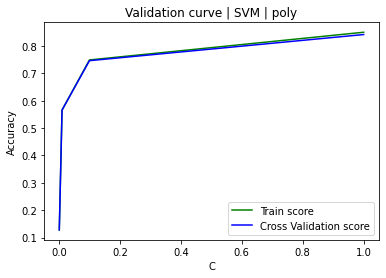 Validation curve | SVM | poly
Accuracy
0.8
0.7
0.6
0.5
0.4
0.3
0.2
0.1
Train score
Cross Validation score
0.0 0.2 0.4 0.6 0.8 1.0
C